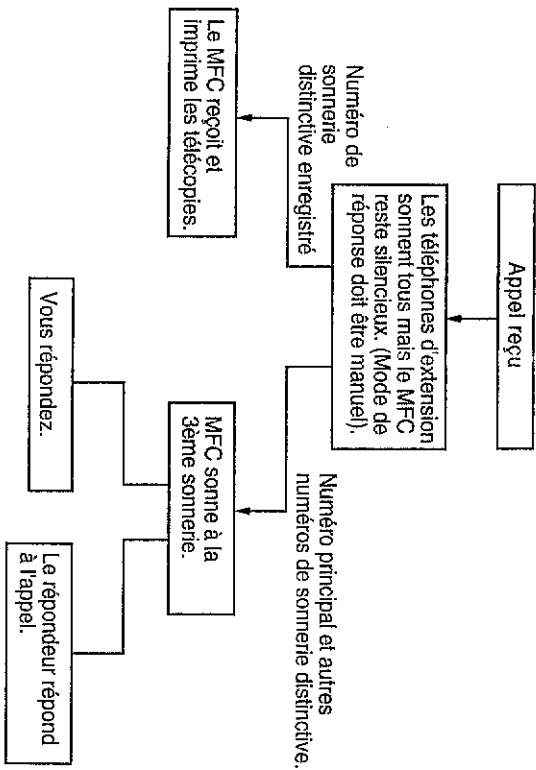 Appel reçu
Les téléphones d'extension
sonnent tous mais le MFC
reste silencieux. (Mode de
réponse doit être manuel).
Numéro de
sonnerie
distinctive enregistré
Numéro principal et autres
numéros de sonnerie distinctive.
Le MFC reçoit et
imprime les télécopies.
MFC sonne à la
3ème sonnerie.
Vous répondez.
Le répondeur répond
à l'appel.